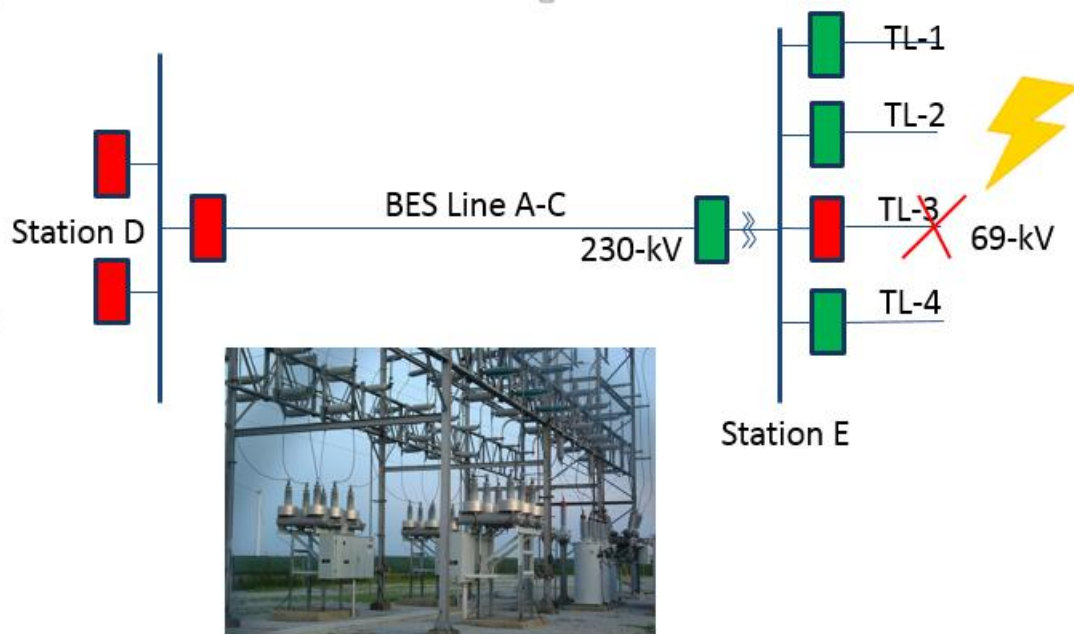 TL-1
TL-2
BES Line A-C
TL-3
Station D
230-kV
69-kV
TL-4
Station E